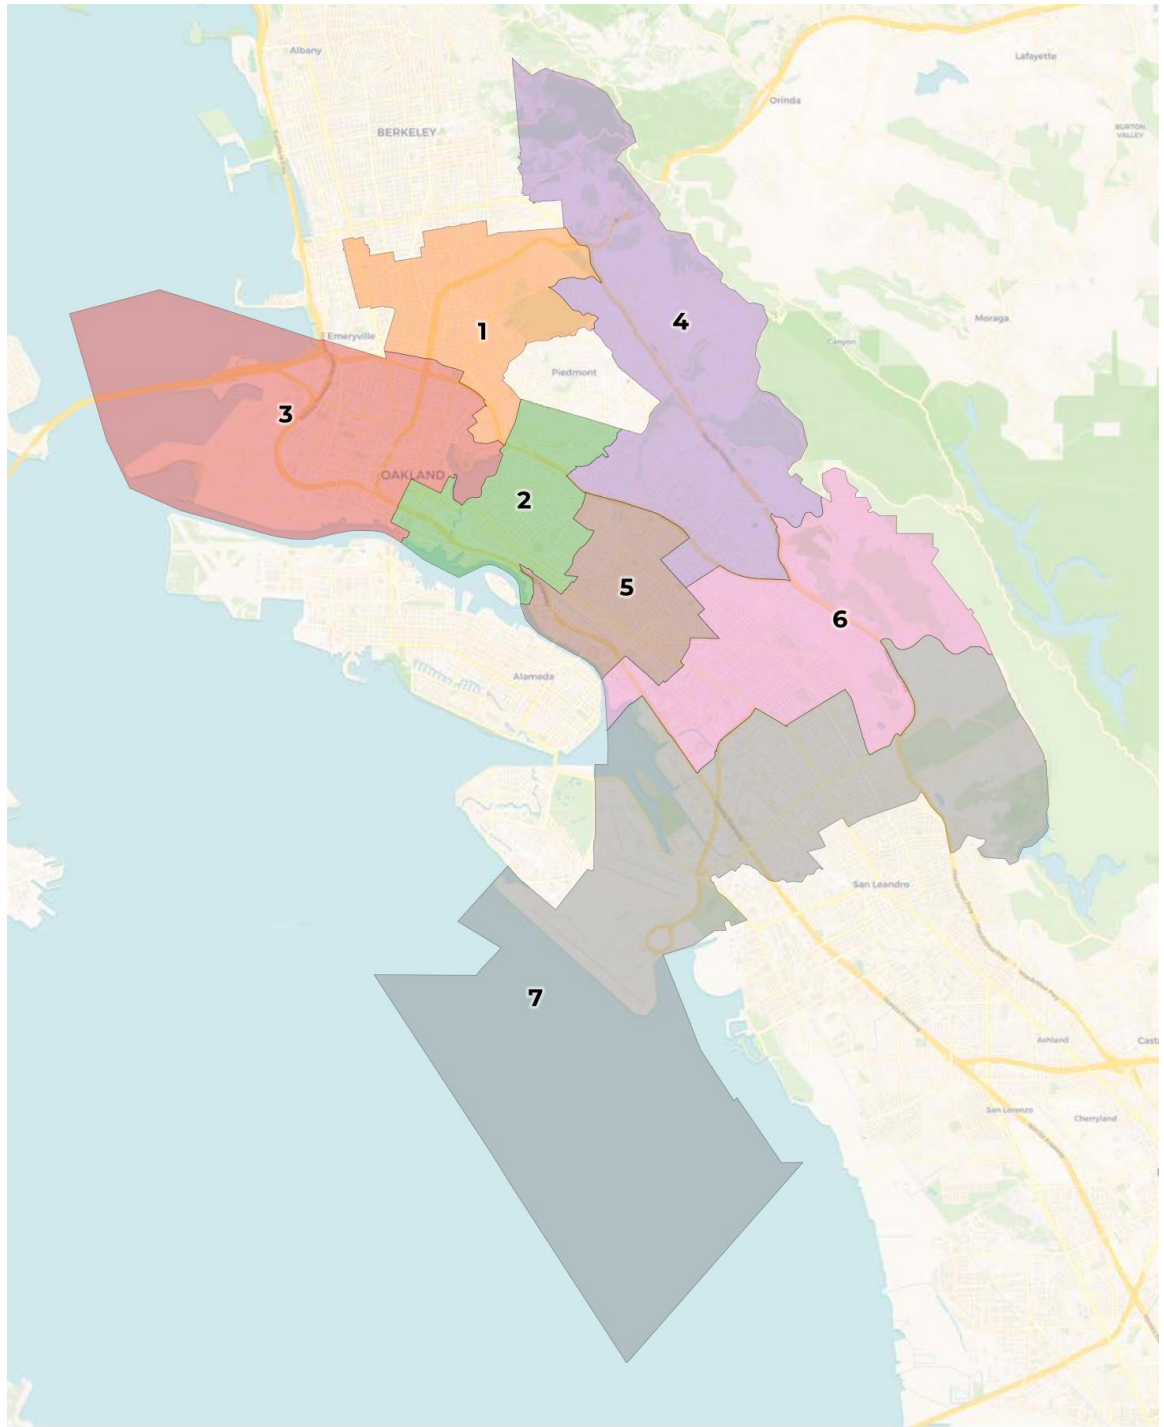 Albany
Lafayette
Orinda
BURTON
VALLEY
BERKELEY
4
Moraga
1
Emeryville
Canyon
Piedmont
3
OAKLAND
2
5
6
Alameda
San Leandro
7
Ashland
San Lorenzo
Cherryland